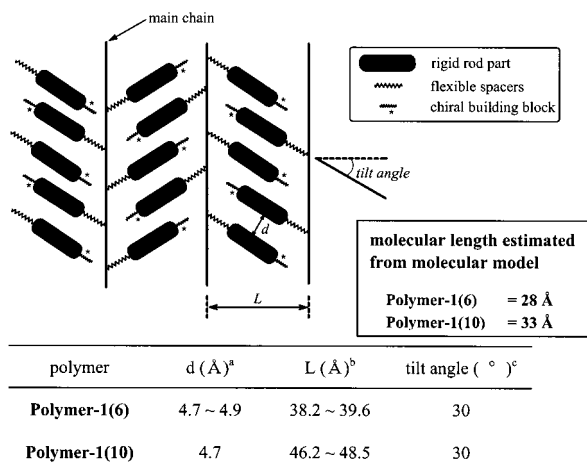 main chain
rigid rod part
flexible spacers
* chiral building block
tilt angle
d
L
molecular length estimated
from molecular model
Polymer-1(6) = 28 Å
Polymer-1(10) = 33 Å
polymer d (Å)ᵃ L (Å)ᵇ tilt angle ( ° )ᶜ
Polymer-1(6) 4.7 ~ 4.9 38.2 ~ 39.6 30
Polymer-1(10) 4.7 46.2 ~ 48.5 30